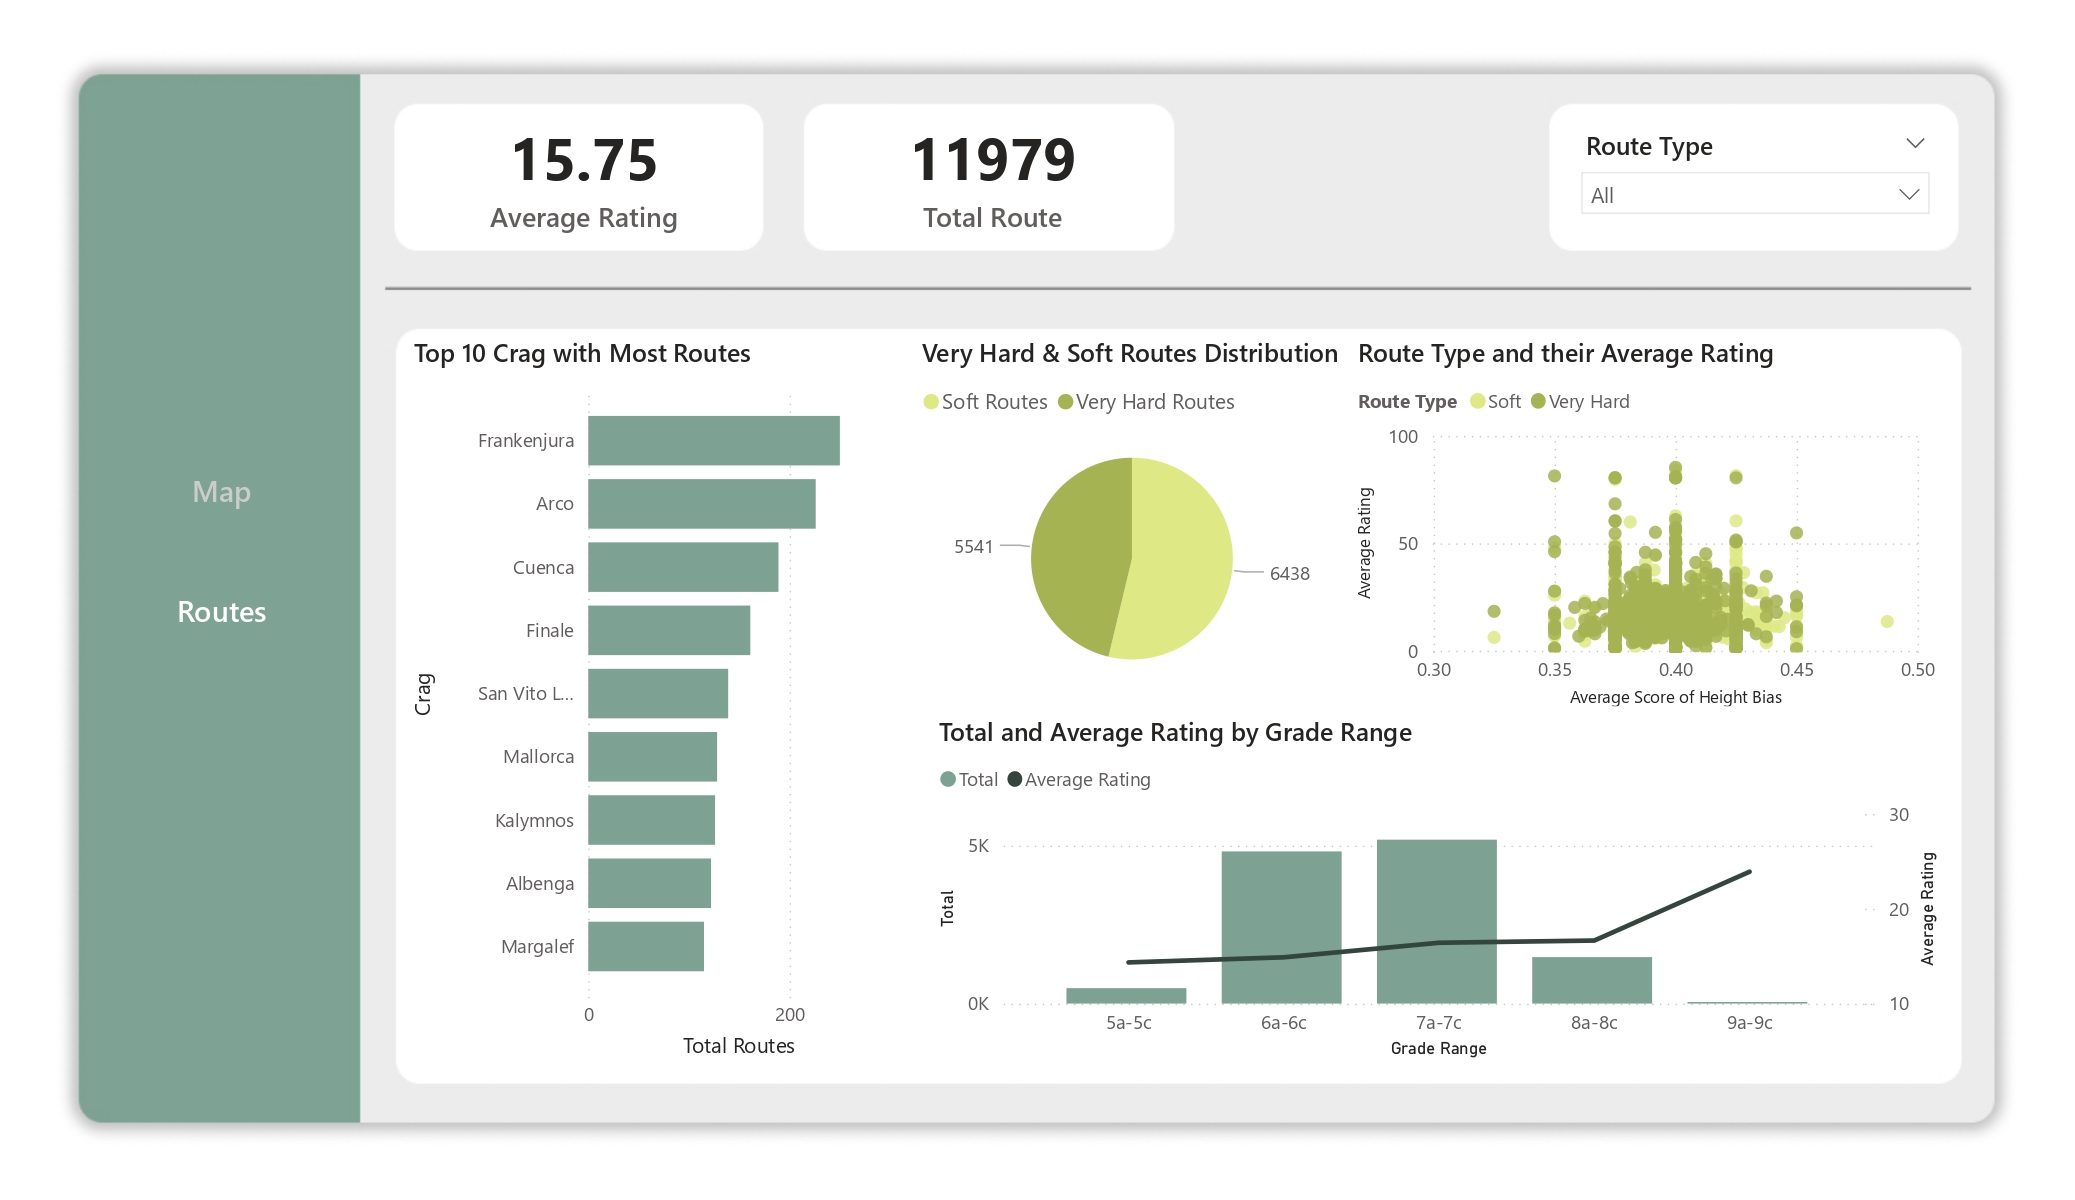 Map
Routes
15.75
Average Rating
11979
Total Route
Route Type
All
Top 10 Crag with Most Routes
Crag
Frankenjura
Arco
Cuenca
Finale
San Vito L...
Mallorca
Kalymnos
Albenga
Margalef
0 200
Total Routes
Very Hard & Soft Routes Distribution
Soft Routes Very Hard Routes
5541
6438
Route Type and their Average Rating
Route Type Soft Very Hard
Average Rating
100
50
0
0.30 0.35 0.40 0.45 0.50
Average Score of Height Bias
Total and Average Rating by Grade Range
Total Average Rating
Total
5K
0K
30
20
10
Average Rating
5a-5c 6a-6c 7a-7c 8a-8c 9a-9c
Grade Range